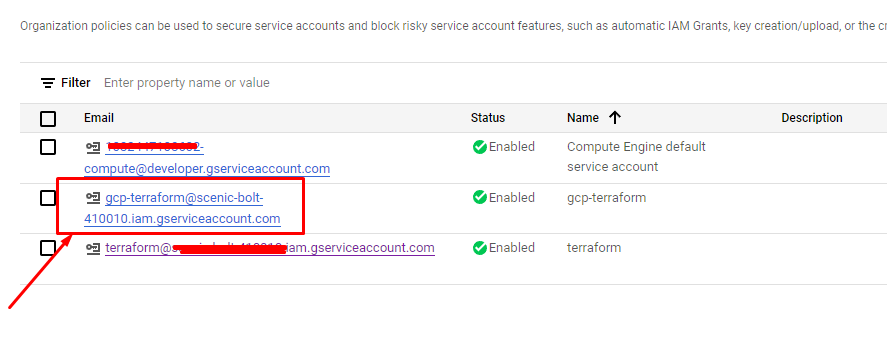 Organization policies can be used to secure service accounts and block risky service account features, such as automatic IAM Grants, key creation/upload, or the cr
Filter Enter property name or value
Email Status Name Description
Enabled Compute Engine default
compute@developer.gserviceaccount.com service account
gcp-terraform@scenic-bolt- Enabled gcp-terraform
410010.iam.gserviceaccount.com
terraform@ iam.gserviceaccount.com Enabled terraform